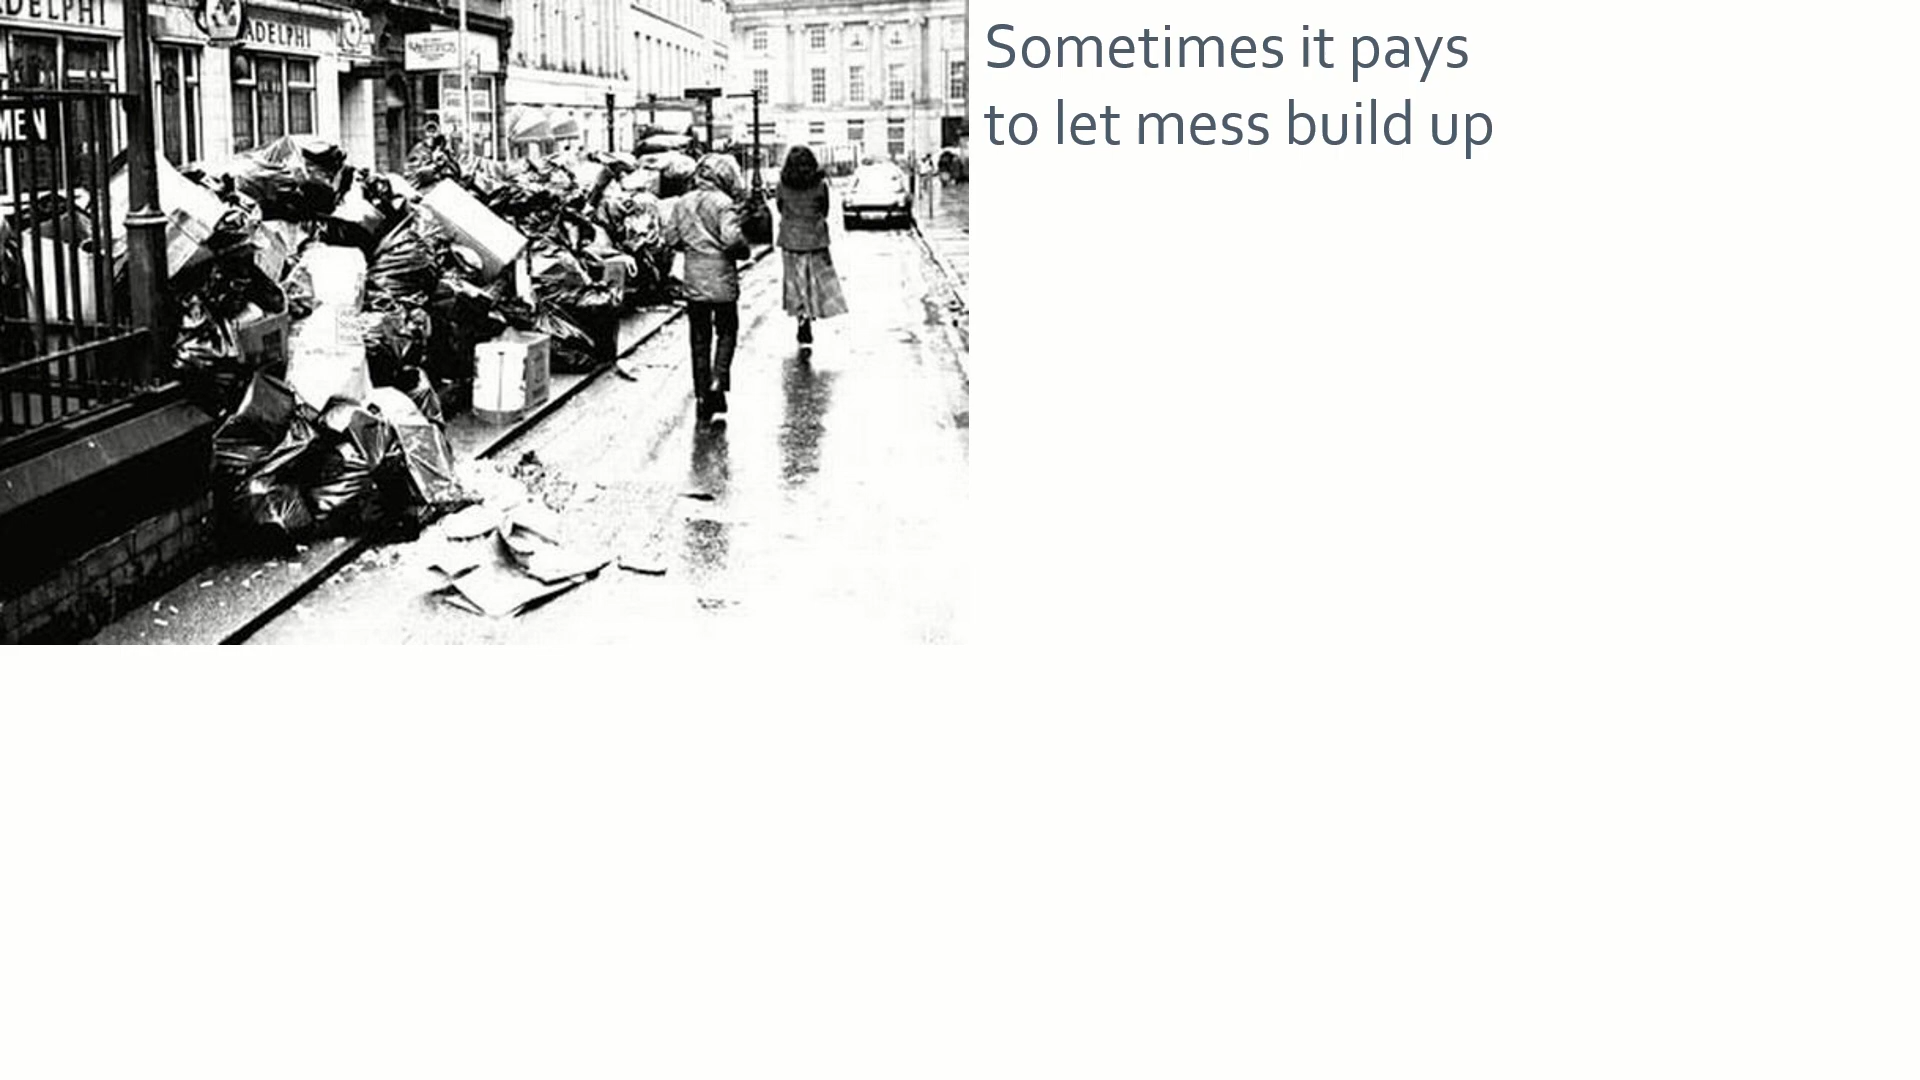 ADELPHI
ADELPHI
MEN
Sometimes it pays
to let mess build up